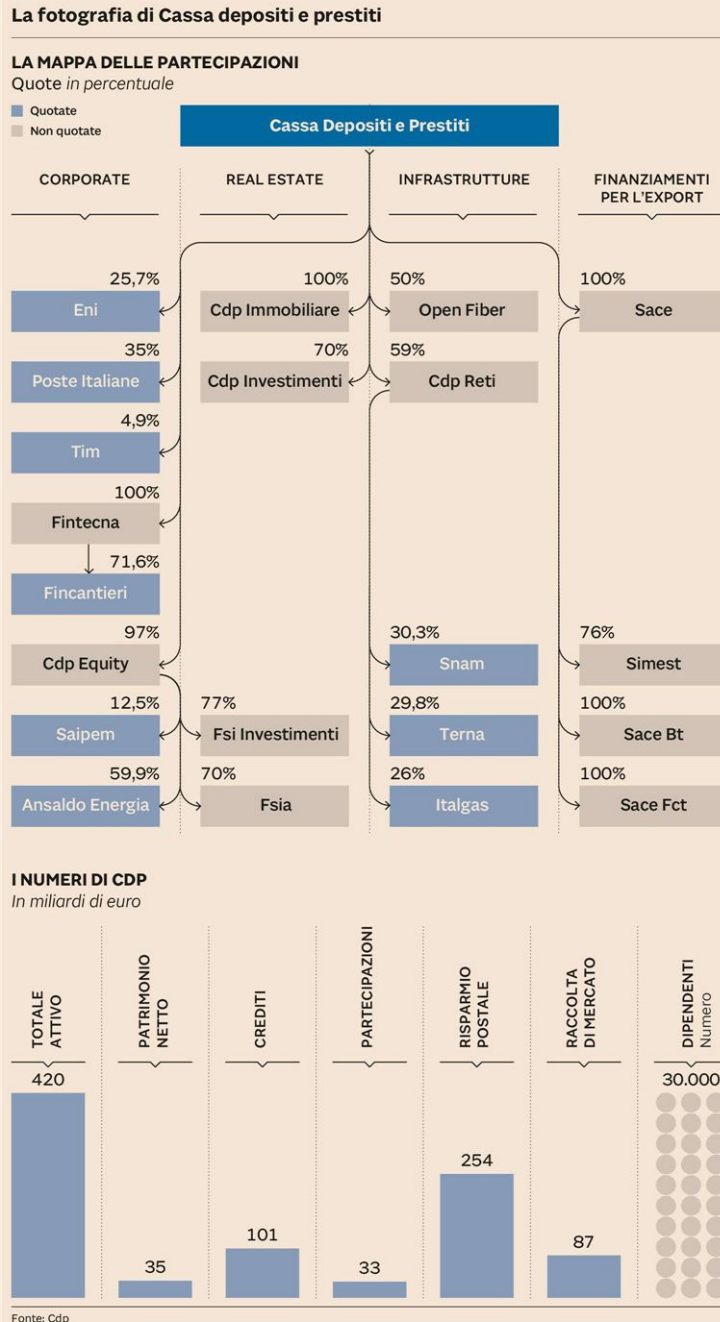 La fotografia di Cassa depositi e prestiti
LA MAPPA DELLE PARTECIPAZIONI
Quote in percentuale
Quotate
Non quotate
Cassa Depositi e Prestiti
CORPORATE
REAL ESTATE
INFRASTRUTTURE
FINANZIAMENTI
PER L'EXPORT
25,7%
Eni
35%
Poste Italiane
4,9%
Tim
100%
Fintecna
71,6%
Fincantieri
97%
Cdp Equity
12,5%
Saipem
59,9%
Ansaldo Energia
100%
Cdp Immobiliare
70%
Cdp Investimenti
77%
Fsi Investimenti
70%
Fsia
50%
Open Fiber
59%
Cdp Reti
30,3%
Snam
29,8%
Terna
26%
Italgas
100%
Sace
76%
Simest
100%
Sace Bt
100%
Sace Fct
I NUMERI DI CDP
In miliardi di euro
TOTALE
ATTIVO
420
PATRIMONIO
NETTO
35
CREDITI
101
PARTECIPAZIONI
33
RISPARMIO
POSTALE
254
RACCOLTA
DI MERCATO
87
DIPENDENTI
Numero
30.000
Fonte: Cdp